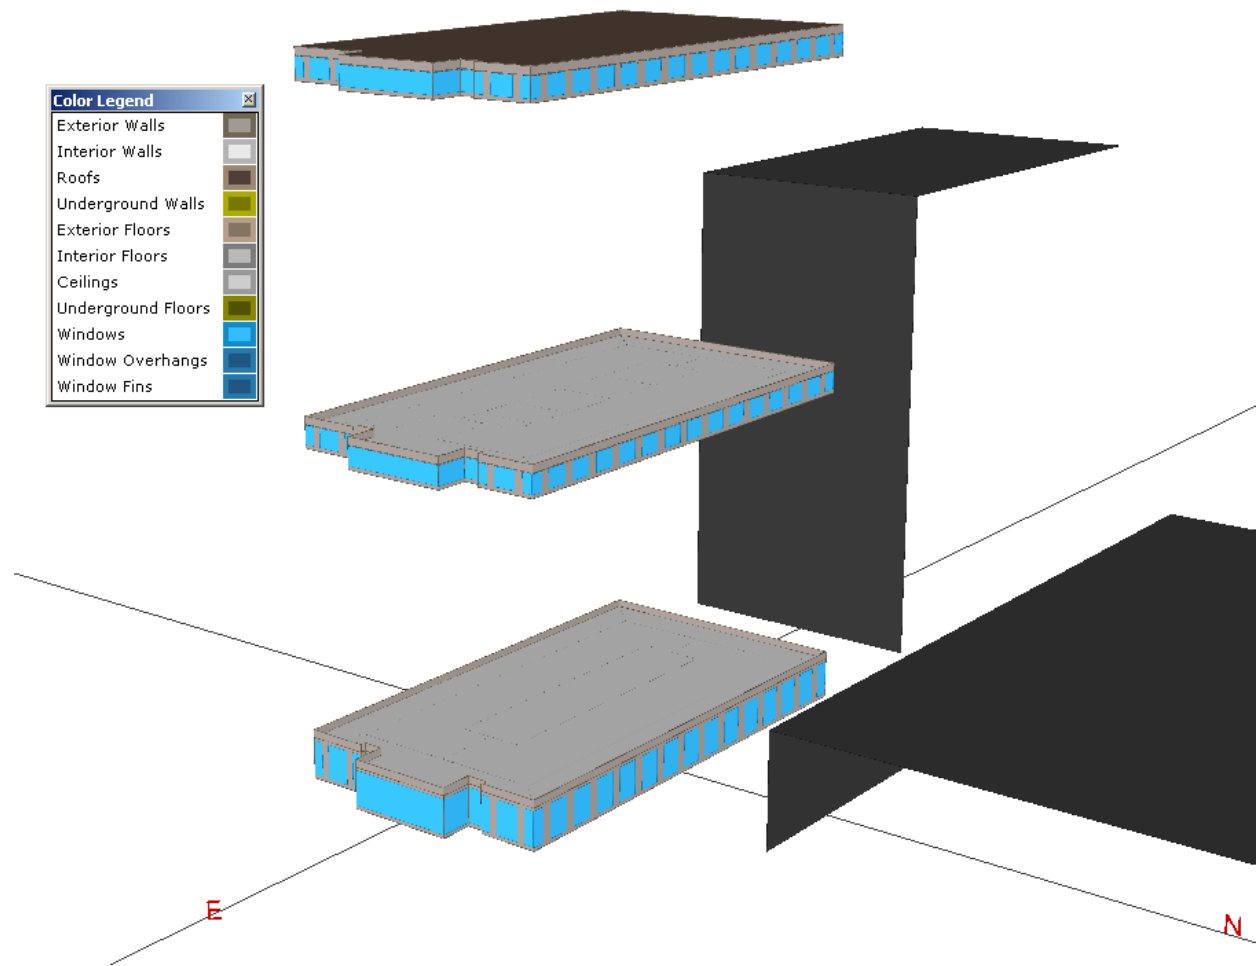 Color Legend
Exterior Walls
Interior Walls
Roofs
Underground Walls
Exterior Floors
Interior Floors
Ceilings
Underground Floors
Windows
Window Overhangs
Window Fins
E
N